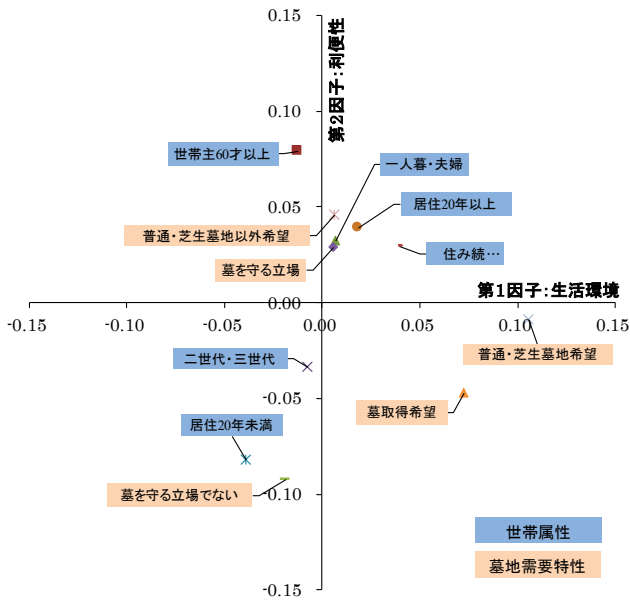 0.15
第2因子:利便性
0.10
世帯主60才以上
一人暮・夫婦
居住20年以上
0.05
普通・芝生墓地以外希望
住み続…
墓を守る立場
0.00
第1因子:生活環境
-0.15
-0.10
-0.05
0.00
0.05
0.10
0.15
二世代・三世代
普通・芝生墓地希望
-0.05
墓取得希望
居住20年未満
墓を守る立場でない
-0.10
世帯属性
墓地需要特性
-0.15